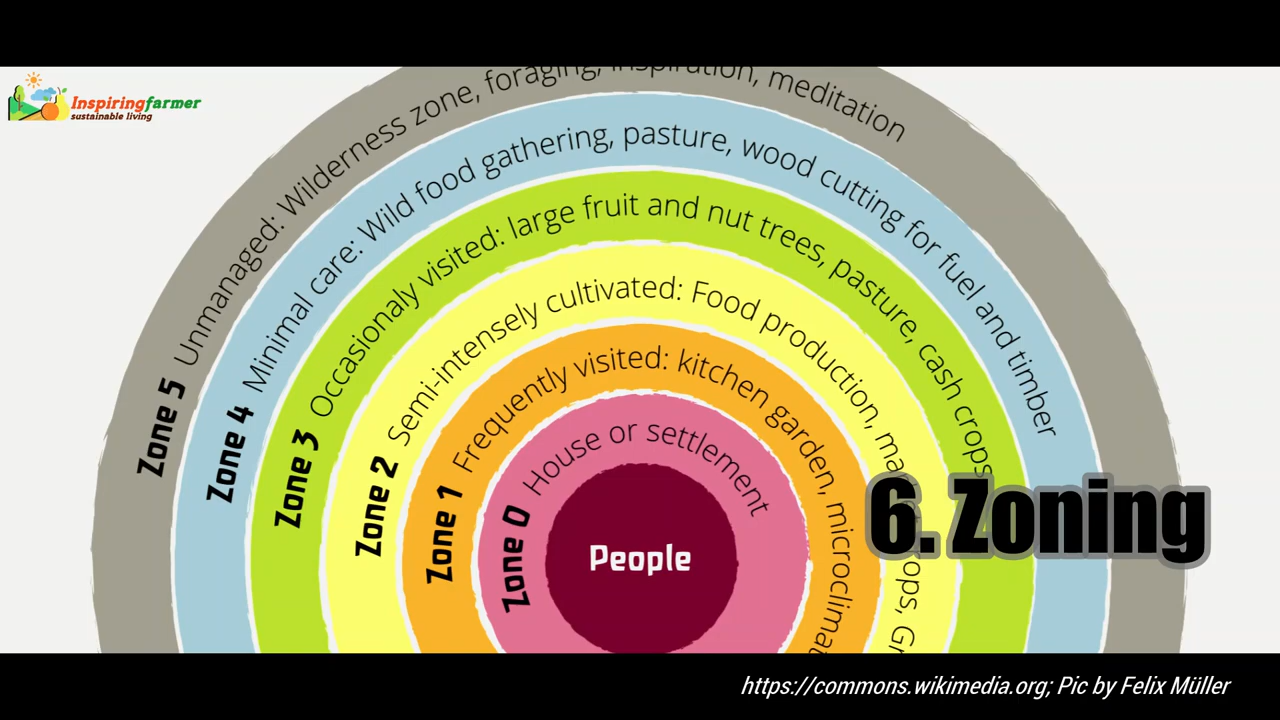 Inspiringfarmer
sustainable living
Zone 5 Unmanaged: Wilderness zone, foraging, inspiration, meditation
Zone 4 Minimal care: Wild food gathering, pasture, wood cutting for fuel and timber
Zone 3 Occasionaly visited: large fruit and nut trees, pasture, cash crops
Zone 2 Semi-intensely cultivated: Food production,
Zone 1 Frequently visited: kitchen garden,
Zone 0 House or settlement
People
6. Zoning
https://commons.wikimedia.org; Pic by Felix Müller